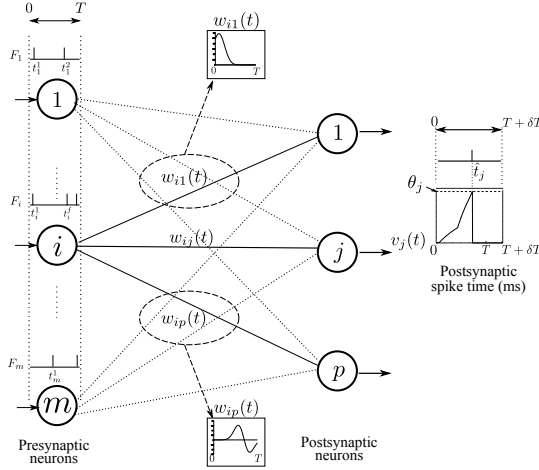 0 T
F_1 t_1^1 t_1^2
1
F_i t_i^1 t_i^f
i
F_m t_m^1
m
Presynaptic
neurons
w_{i1}(t)
0 T
w_{i1}(t)
w_{ij}(t)
w_{ip}(t)
w_{ip}(t)
0 T
1
j
p
Postsynaptic
neurons
0 T + δT
\hat{t}_j
θ_j
v_j(t)
0 T T + δT
Postsynaptic
spike time (ms)